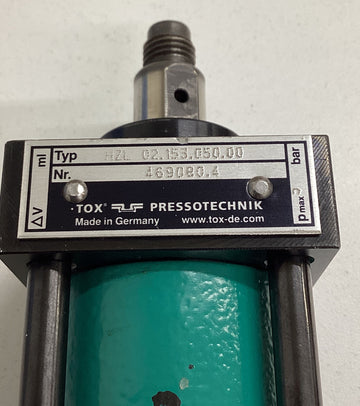 Typ HZL 02.153.050.00
Nr. 469080.4
TOX® PRESSOTECHNIK
Made in Germany www.tox-de.com
ΔV ml
p max bar